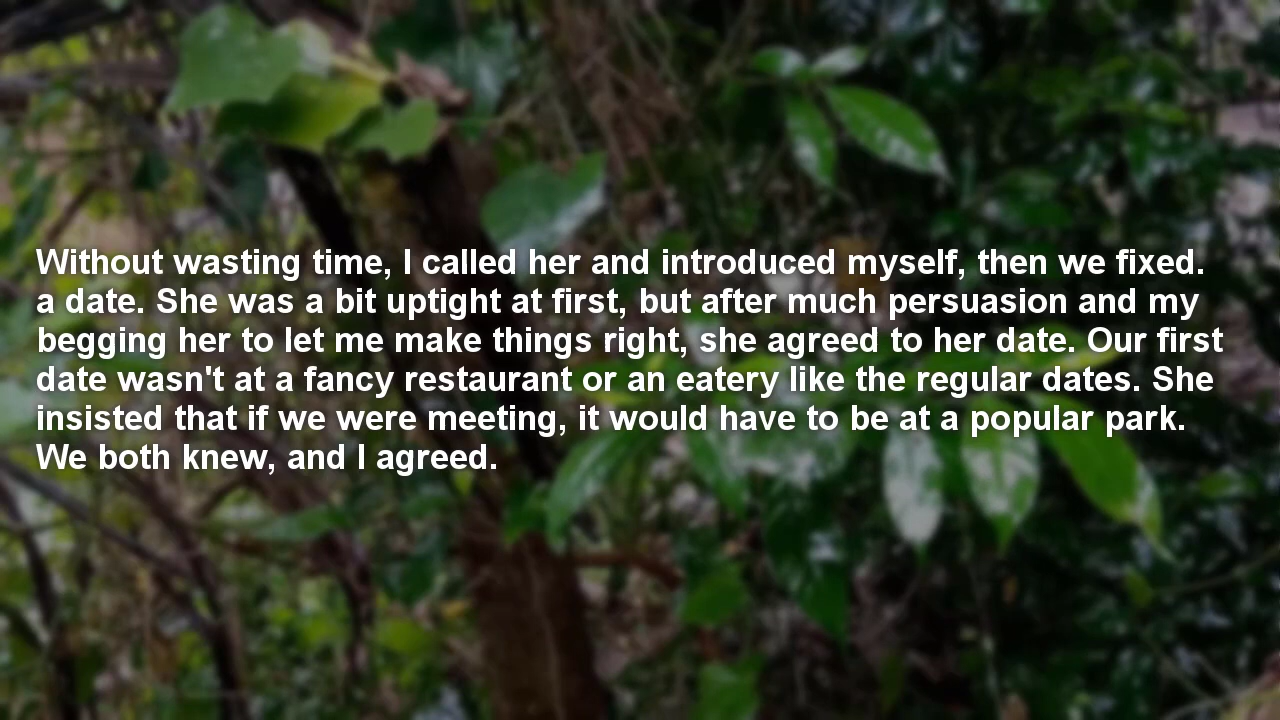 Without wasting time, I called her and introduced myself, then we fixed.
a date. She was a bit uptight at first, but after much persuasion and my
begging her to let me make things right, she agreed to her date. Our first
date wasn't at a fancy restaurant or an eatery like the regular dates. She
insisted that if we were meeting, it would have to be at a popular park.
We both knew, and I agreed.